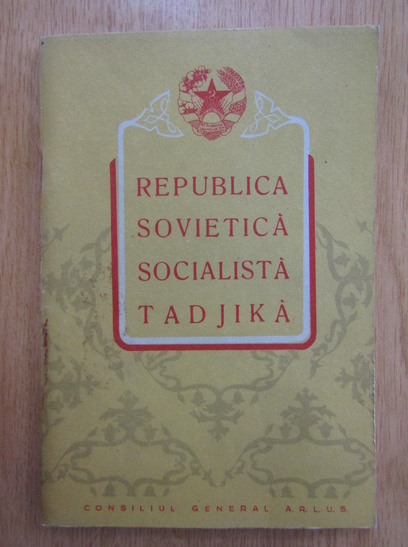 REPUBLICA
SOVIETICĂ
SOCIALISTĂ
TADJIKĂ
CONSILIUL GENERAL A.R.L.U.S.